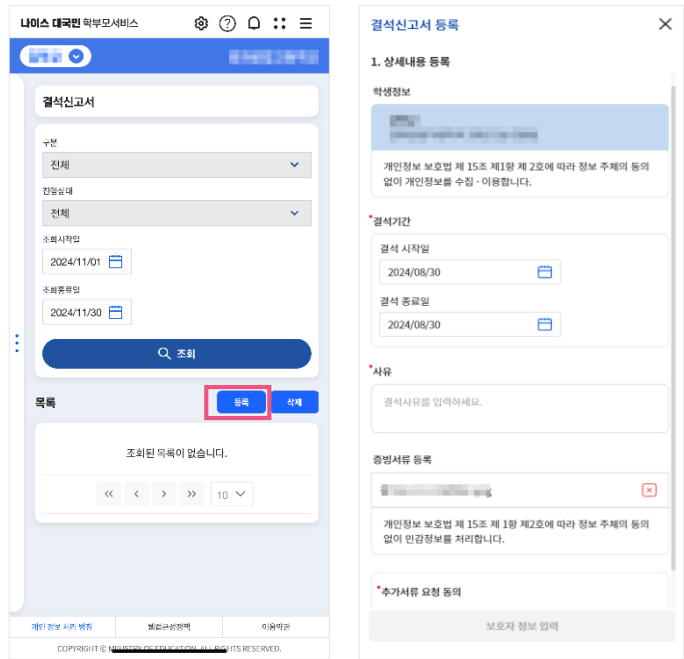 나이스 대국민 학부모서비스
결석신고서
구분
전체
진행상태
전체
조회시작일
2024/11/01
조회종료일
2024/11/30
조회
목록
등록
삭제
조회된 목록이 없습니다.
10
개인 정보 처리 방침
웹접근성정책
이용약관
COPYRIGHT © MINISTRY OF EDUCATION. ALL RIGHTS RESERVED.
결석신고서 등록
1. 상세내용 등록
학생정보
개인정보 보호법 제 15조 제1항 제 2호에 따라 정보 주체의 동의
없이 개인정보를 수집 · 이용합니다.
*결석기간
결석 시작일
2024/08/30
결석 종료일
2024/08/30
*사유
결석사유를 입력하세요.
증빙서류 등록
개인정보 보호법 제 15조 제 1항 제2호에 따라 정보 주체의 동의
없이 민감정보를 처리합니다.
*추가서류 요청 동의
보호자 정보 입력